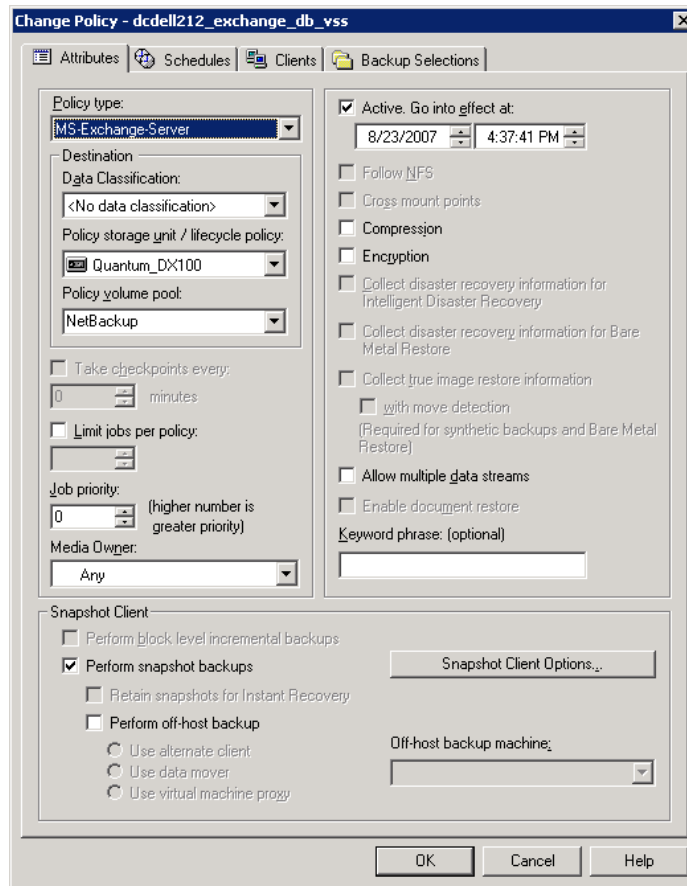 Change Policy - dcdell212_exchange_db_vss
Attributes
Schedules
Clients
Backup Selections
Policy type:
MS-Exchange-Server
Destination
Data Classification:
<No data classification>
Policy storage unit / lifecycle policy:
Quantum_DX100
Policy volume pool:
NetBackup
Take checkpoints every:
0
minutes
Limit jobs per policy:
Job priority:
0
(higher number is
greater priority)
Media Owner:
Any
Active. Go into effect at:
8/23/2007
4:37:41 PM
Follow NFS
Cross mount points
Compression
Encryption
Collect disaster recovery information for
Intelligent Disaster Recovery
Collect disaster recovery information for Bare
Metal Restore
Collect true image restore information
with move detection
(Required for synthetic backups and Bare Metal
Restore)
Allow multiple data streams
Enable document restore
Keyword phrase: (optional)
Snapshot Client
Perform block level incremental backups
Perform snapshot backups
Snapshot Client Options...
Retain snapshots for Instant Recovery
Perform off-host backup
Use alternate client
Use data mover
Use virtual machine proxy
Off-host backup machine:
OK
Cancel
Help